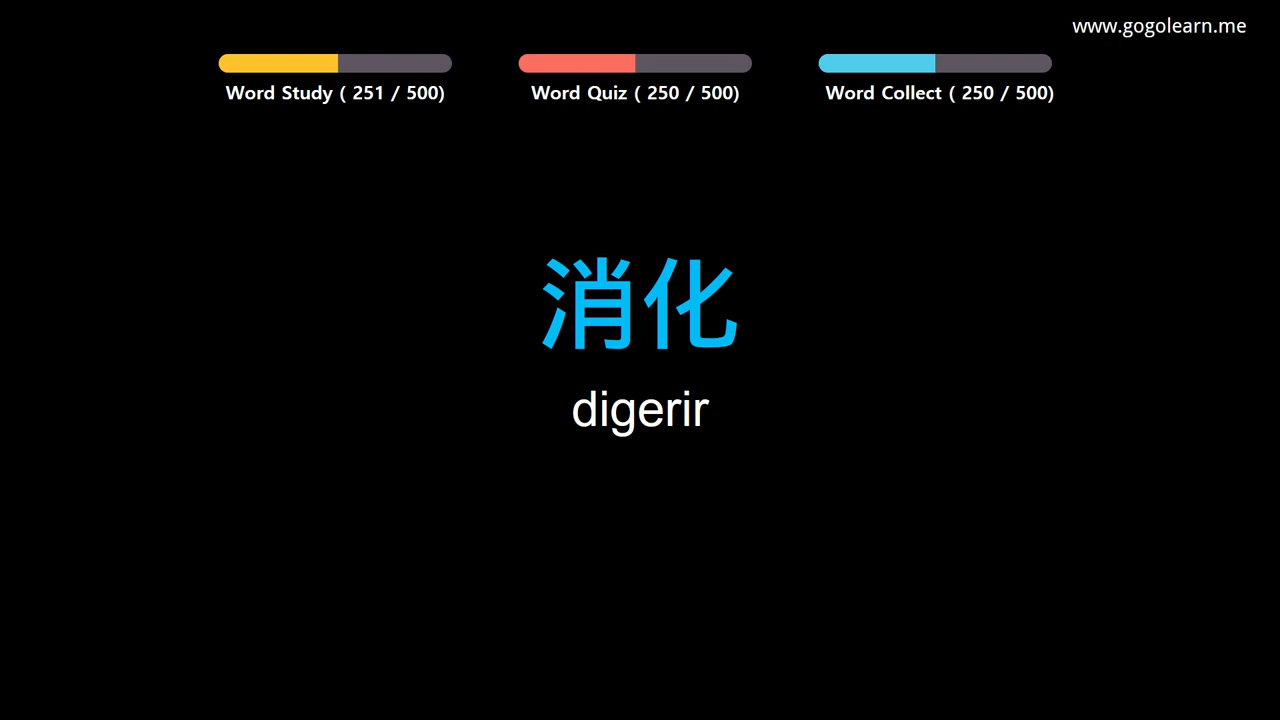 www.gogolearn.me
Word Study ( 251 / 500)
Word Quiz ( 250 / 500)
Word Collect ( 250 / 500)
消化
digerir